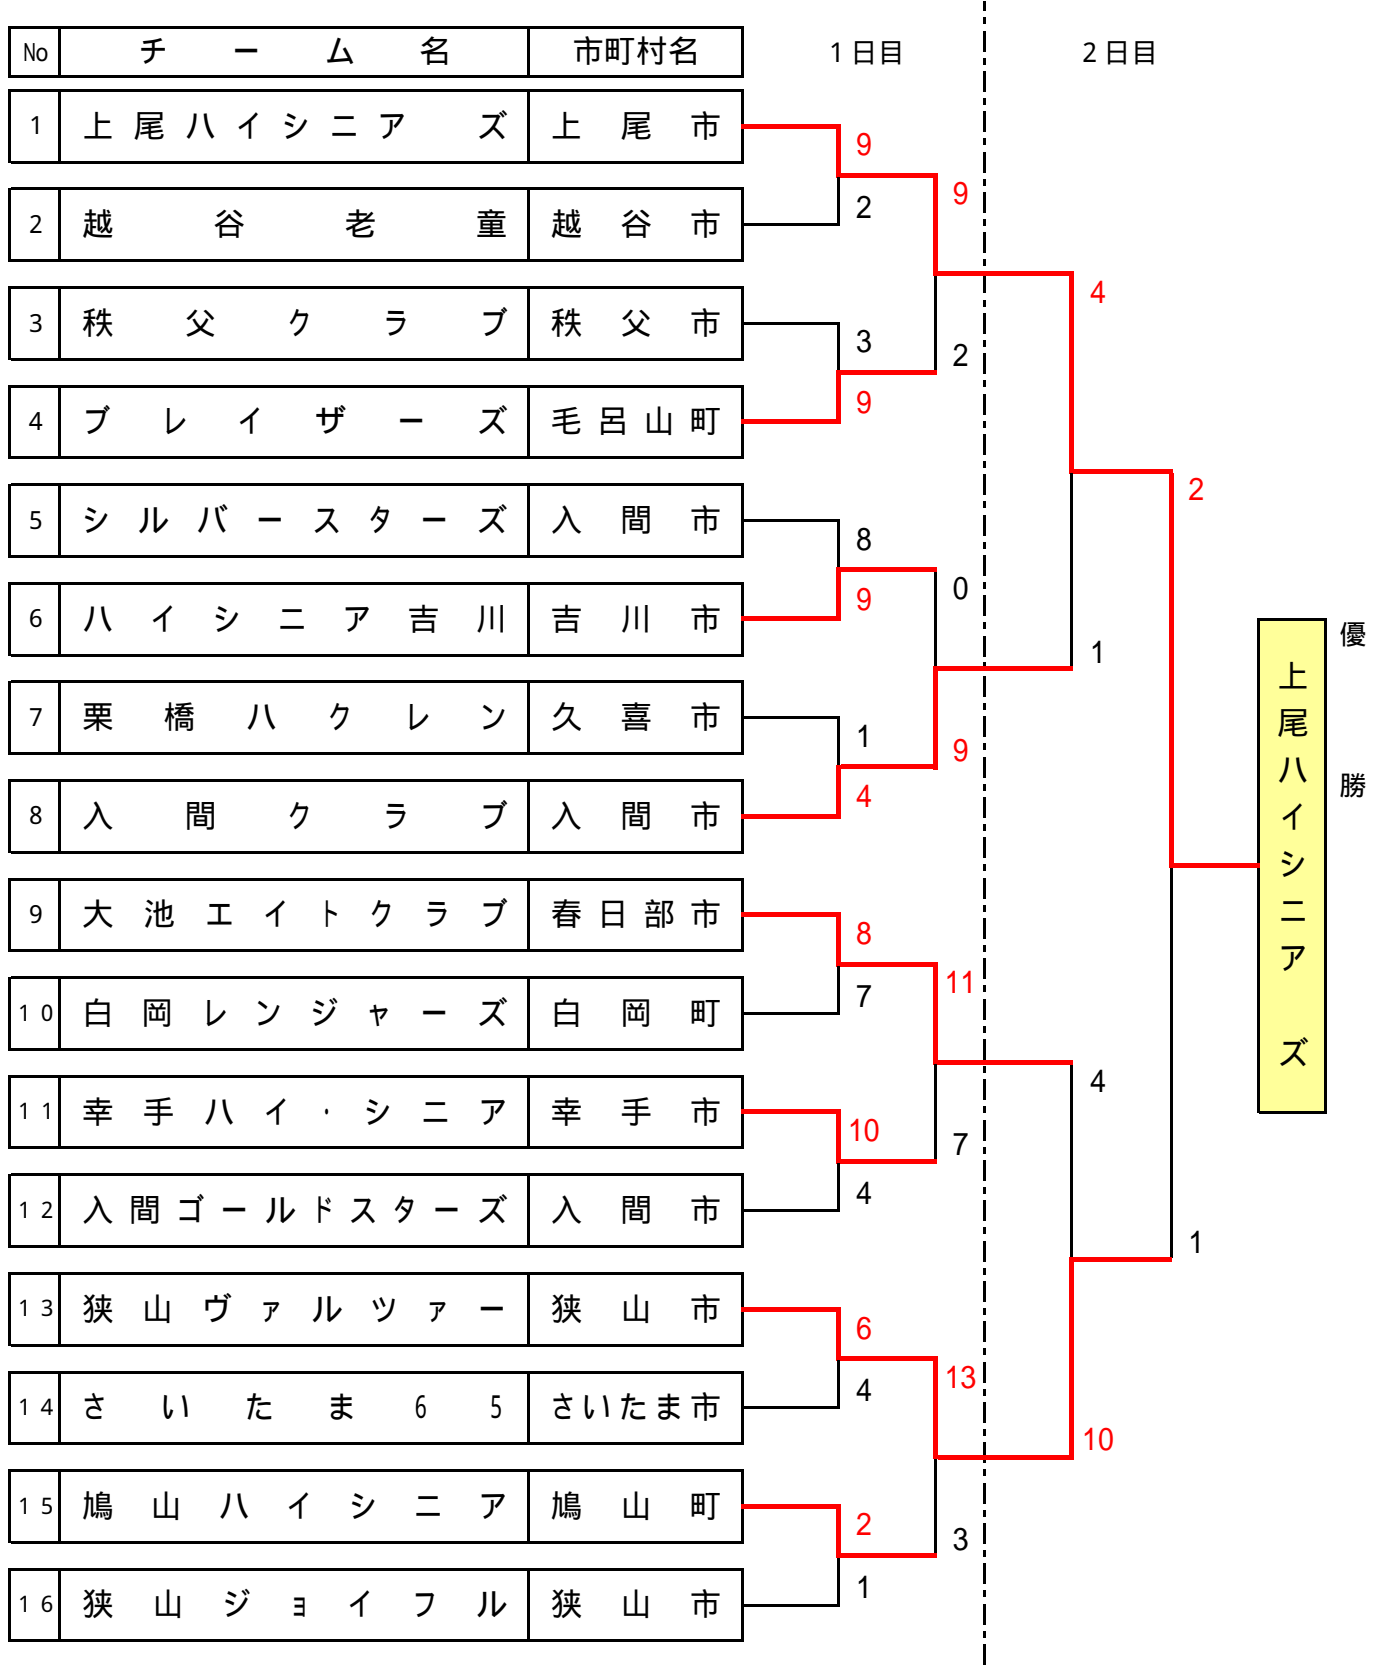 No チーム名 市町村名 1日目 2日目
1 上尾ハイシニア ズ 上尾市
9
9
2 越谷老童 越谷市
2
4
3 秩父クラブ 秩父市
3
2
4 ブレイザーズ 毛呂山町
9
2
5 シルバースターズ 入間市
8
0
6 ハイシニア吉川 吉川市
9
1
7 栗橋ハクレン 久喜市
1
9
8 入間クラブ 入間市
4
優勝
上尾ハイシニア ズ
9 大池エイトクラブ 春日部市
8
11
10 白岡レンジャーズ 白岡町
7
4
11 幸手ハイ・シニア 幸手市
10
7
12 入間ゴールドスターズ 入間市
4
1
13 狭山ヴァルツァー 狭山市
6
13
14 さいたま65 さいたま市
4
10
15 鳩山ハイシニア 鳩山町
2
3
16 狭山ジョイフル 狭山市
1